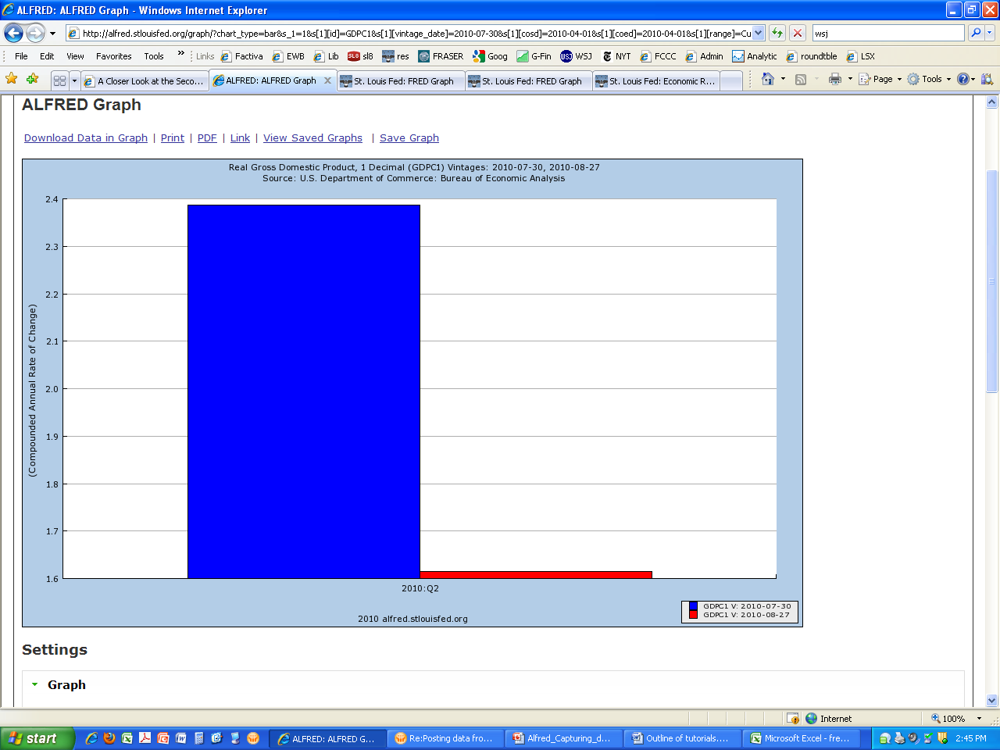 ALFRED: ALFRED Graph - Windows Internet Explorer
http://alfred.stlouisfed.org/graph/?chart_type=bar&s_1=1&s[1][id]=GDPC1&s[1][vintage_date]=2010-07-30&s[1][cosd]=2010-04-01&s[1][coed]=2010-04-01&s[1][range]=Cu
wsj
File Edit View Favorites Tools » Links Factiva EWB Lib sl8 res FRASER Goog G-Fin WSJ NYT FCCC Admin Analytic roundtble LSX
A Closer Look at the Seco... ALFRED: ALFRED Graph St. Louis Fed: FRED Graph St. Louis Fed: FRED Graph St. Louis Fed: Economic R... Page Tools
ALFRED Graph
Download Data in Graph | Print | PDF | Link | View Saved Graphs | Save Graph
Real Gross Domestic Product, 1 Decimal (GDPC1) Vintages: 2010-07-30, 2010-08-27
Source: U.S. Department of Commerce: Bureau of Economic Analysis
(Compounded Annual Rate of Change)
2.4
2.3
2.2
2.1
2.0
1.9
1.8
1.7
1.6
2010:Q2
GDPC1 V: 2010-07-30
GDPC1 V: 2010-08-27
2010 alfred.stlouisfed.org
Settings
Graph
Internet 100%
start ALFRED: ALFRED G... Re:Posting data fro... Alfred_Capturing_d... Outline of tutorials.... Microsoft Excel - fre... 2:45 PM